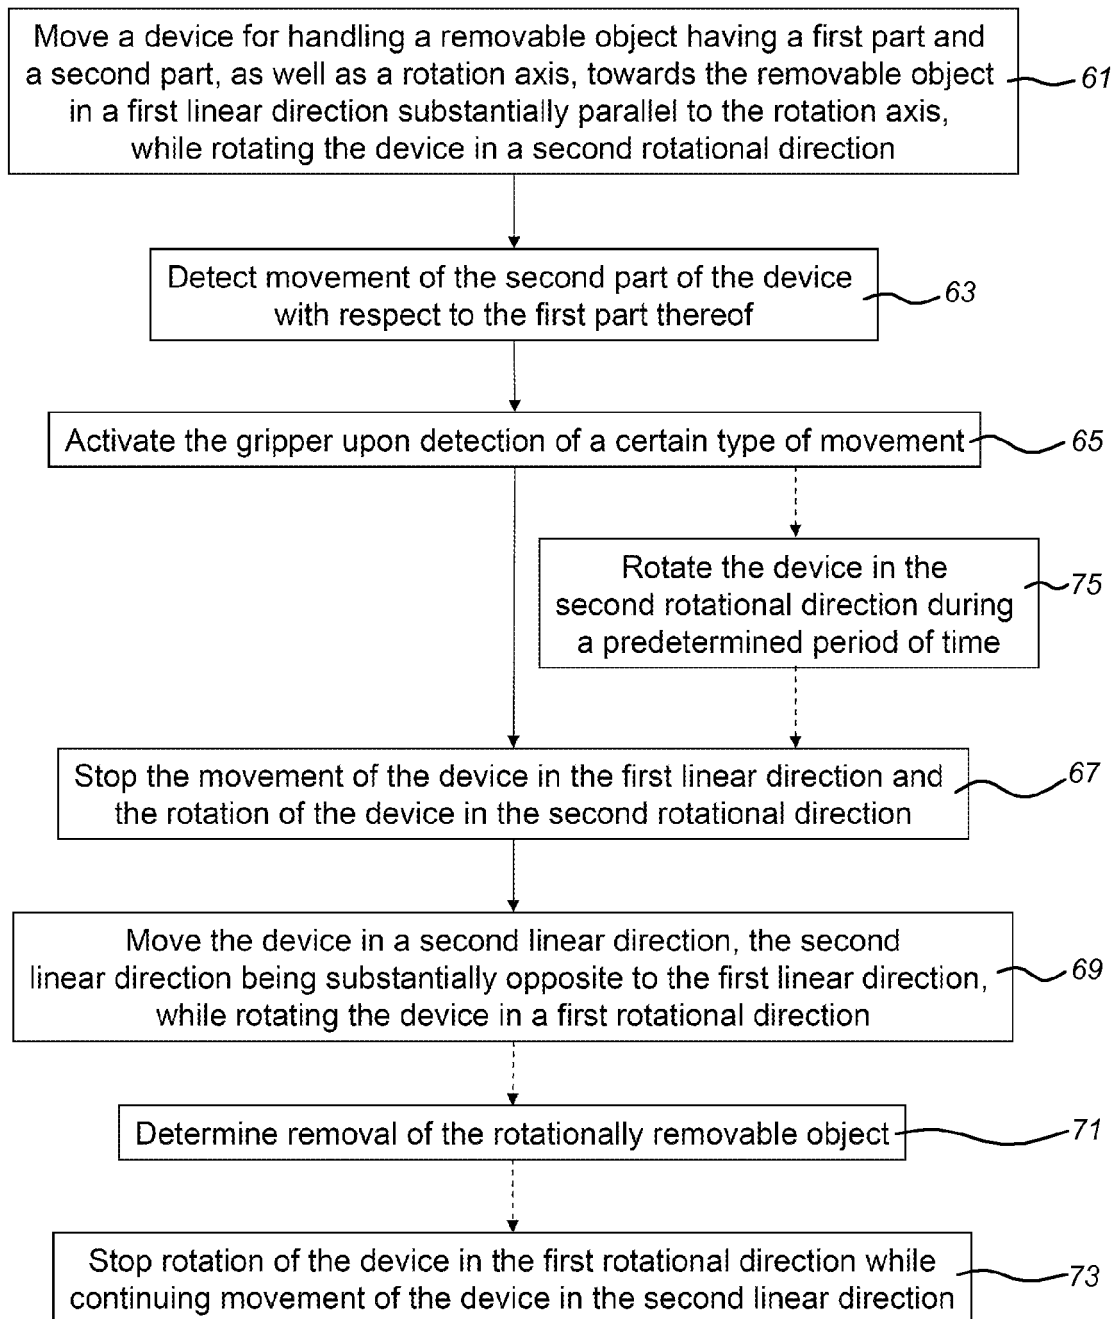 Move a device for handling a removable object having a first part and
a second part, as well as a rotation axis, towards the removable object
in a first linear direction substantially parallel to the rotation axis,
while rotating the device in a second rotational direction
61
Detect movement of the second part of the device
with respect to the first part thereof
63
Activate the gripper upon detection of a certain type of movement
65
Rotate the device in the
second rotational direction during
a predetermined period of time
75
Stop the movement of the device in the first linear direction and
the rotation of the device in the second rotational direction
67
Move the device in a second linear direction, the second
linear direction being substantially opposite to the first linear direction,
while rotating the device in a first rotational direction
69
Determine removal of the rotationally removable object
71
Stop rotation of the device in the first rotational direction while
continuing movement of the device in the second linear direction
73